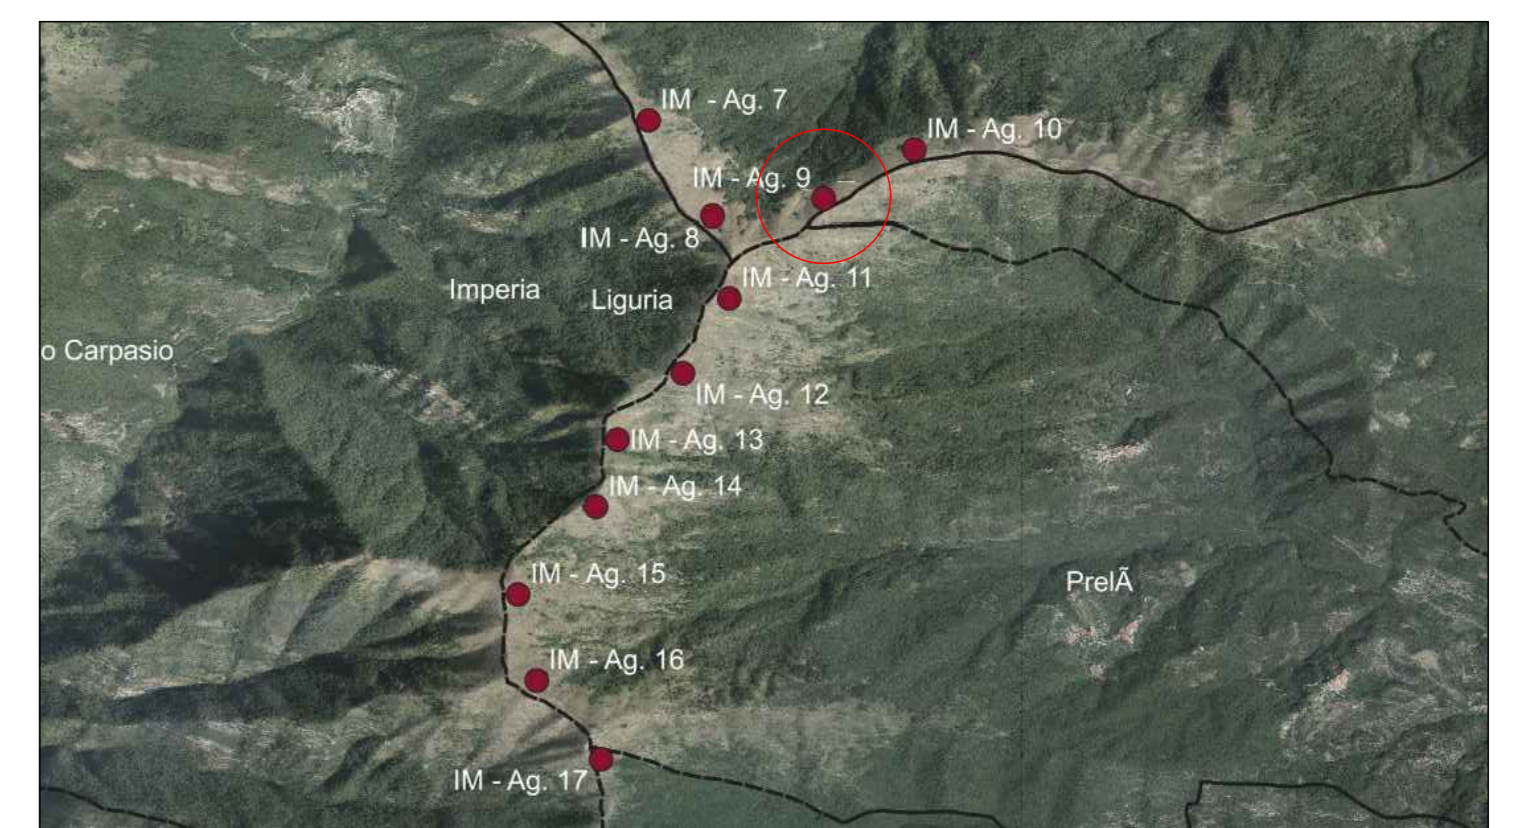 IM - Ag. 7
IM - Ag. 10
IM - Ag. 9
IM - Ag. 8
IM - Ag. 11
Imperia
Liguria
o Carpasio
IM - Ag. 12
IM - Ag. 13
IM - Ag. 14
IM - Ag. 15
PrelÃ
IM - Ag. 16
IM - Ag. 17